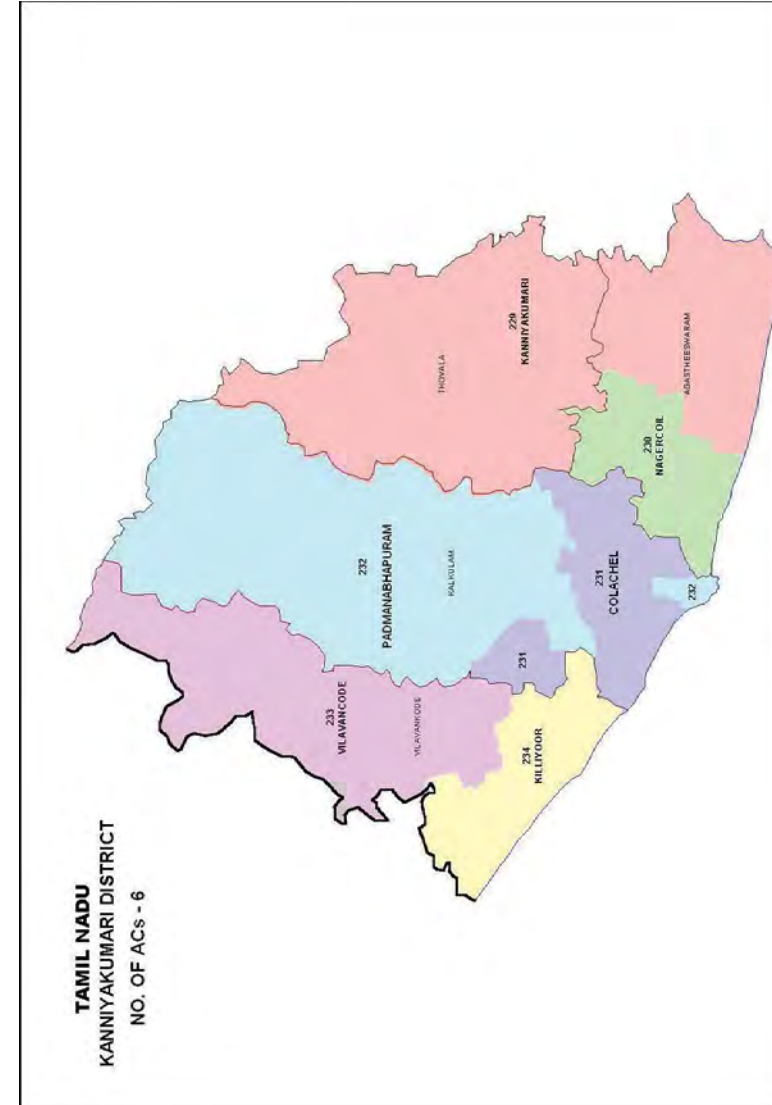 TAMIL NADU
KANNIYAKUMARI DISTRICT
NO. OF ACs - 6
233
VILAVANCODE
VILAVANKODE
234
KILLIYOOR
232
PADMANABHAPURAM
KALKULAM
231
231
COLACHEL
232
THOVALA
229
KANNIYAKUMARI
230
NAGERCOIL
AGASTHEESWARAM